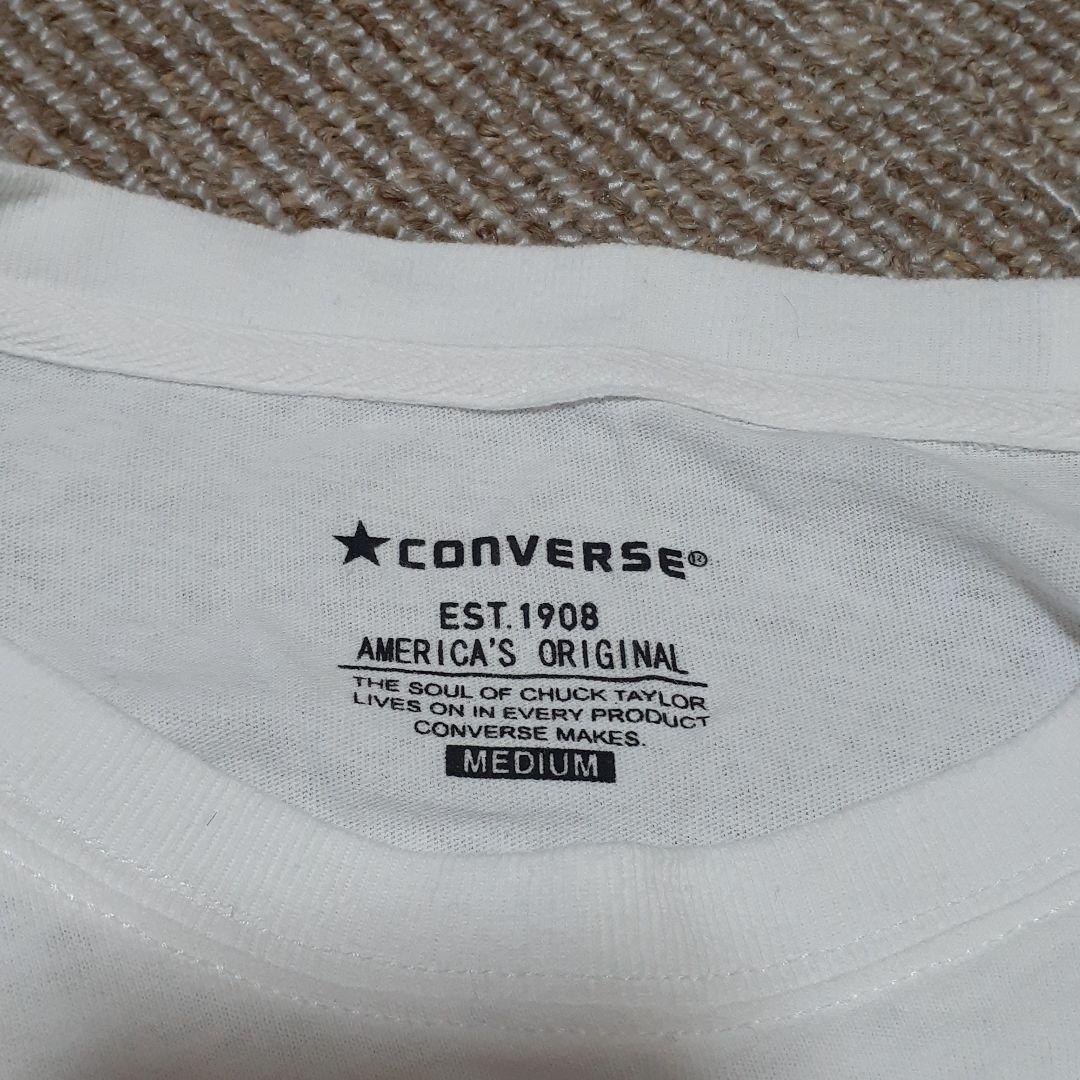 ★CONVERSE®
EST.1908
AMERICA'S ORIGINAL
THE SOUL OF CHUCK TAYLOR
LIVES ON IN EVERY PRODUCT
CONVERSE MAKES.
MEDIUM